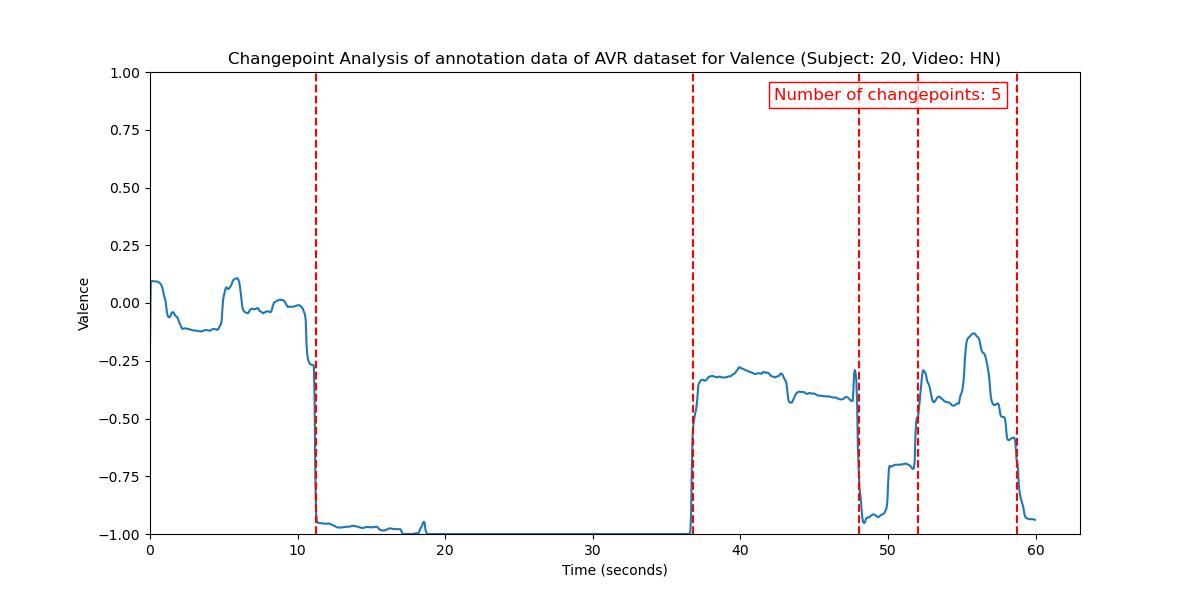 Changepoint Analysis of annotation data of AVR dataset for Valence (Subject: 20, Video: HN)
Number of changepoints: 5
Valence
1.00
0.75
0.50
0.25
0.00
−0.25
−0.50
−0.75
−1.00
0 10 20 30 40 50 60
Time (seconds)